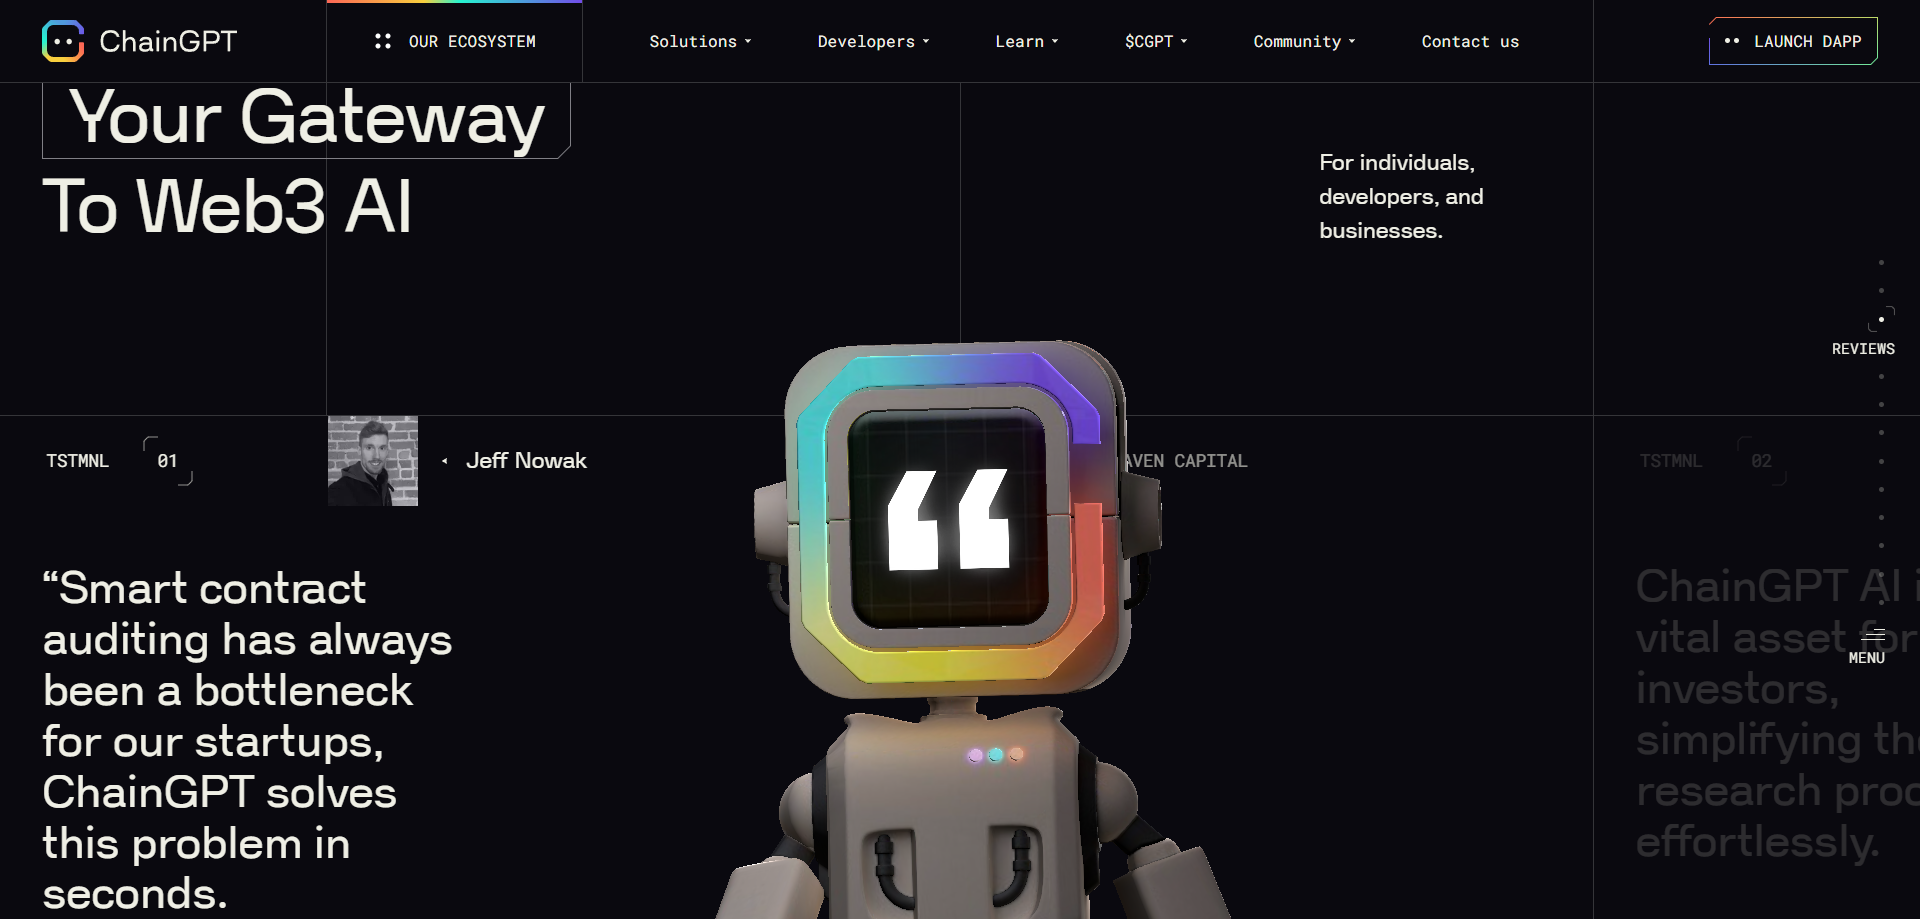 ChainGPT
OUR ECOSYSTEM
Solutions
Developers
Learn
$CGPT
Community
Contact us
LAUNCH DAPP
Your Gateway
To Web3 AI
For individuals,
developers, and
businesses.
REVIEWS
TSTMNL 01
Jeff Nowak
AVEN CAPITAL
TSTMNL 02
“Smart contract
auditing has always
been a bottleneck
for our startups,
ChainGPT solves
this problem in
seconds.
ChainGPT AI i
vital asset for
MENU
investors,
simplifying the
research proc
effortlessly.